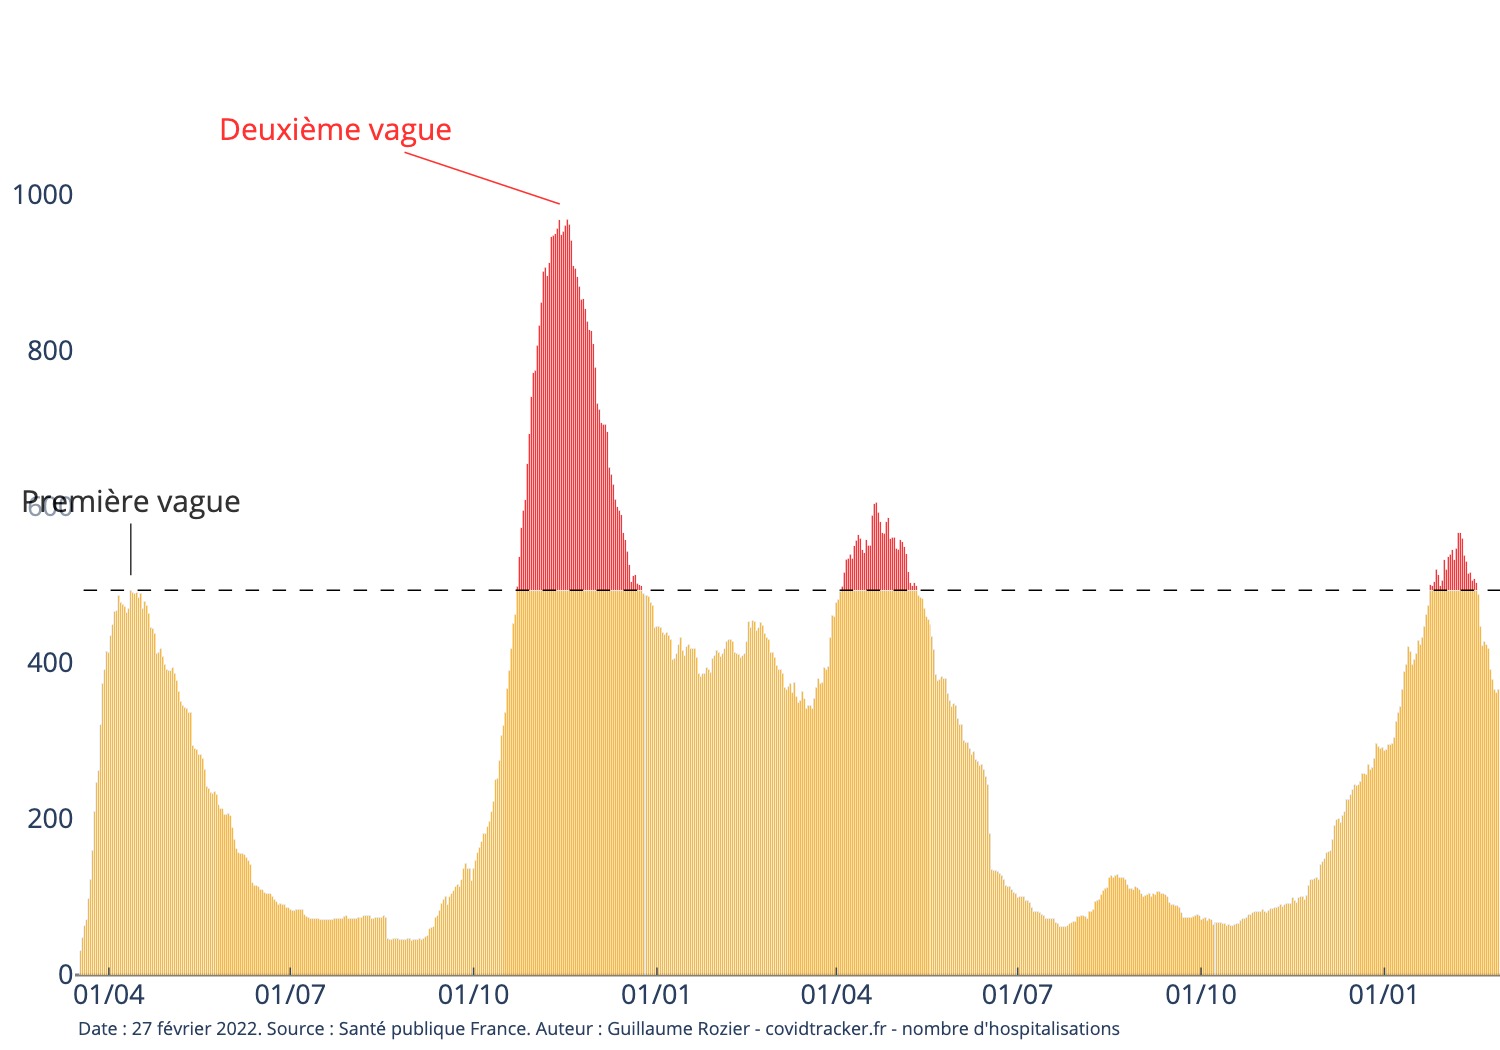 Deuxième vague
1000
800
Première vague
600
400
200
0
01/04 01/07 01/10 01/01 01/04 01/07 01/10 01/01
Date : 27 février 2022. Source : Santé publique France. Auteur : Guillaume Rozier - covidtracker.fr - nombre d'hospitalisations